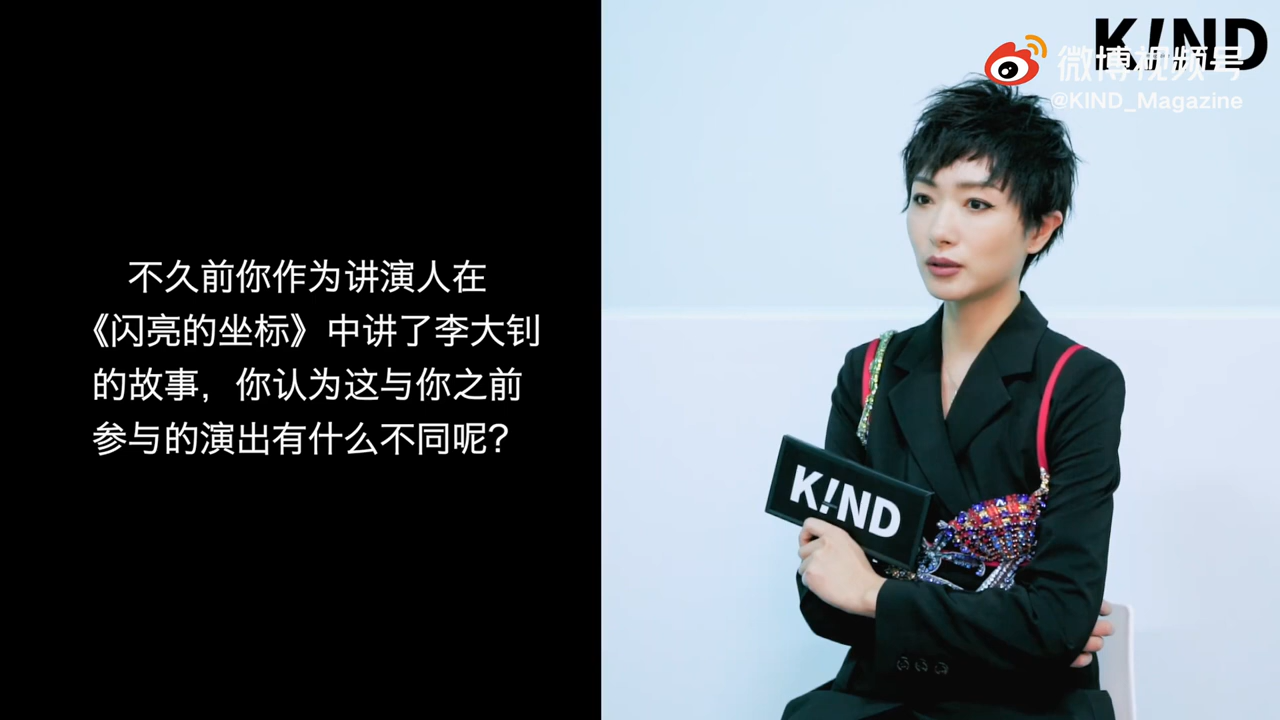 不久前你作为讲演人在
《闪亮的坐标》中讲了李大钊
的故事，你认为这与你之前
参与的演出有什么不同呢？
K!ND
微博视频号
@KIND_Magazine
K!ND